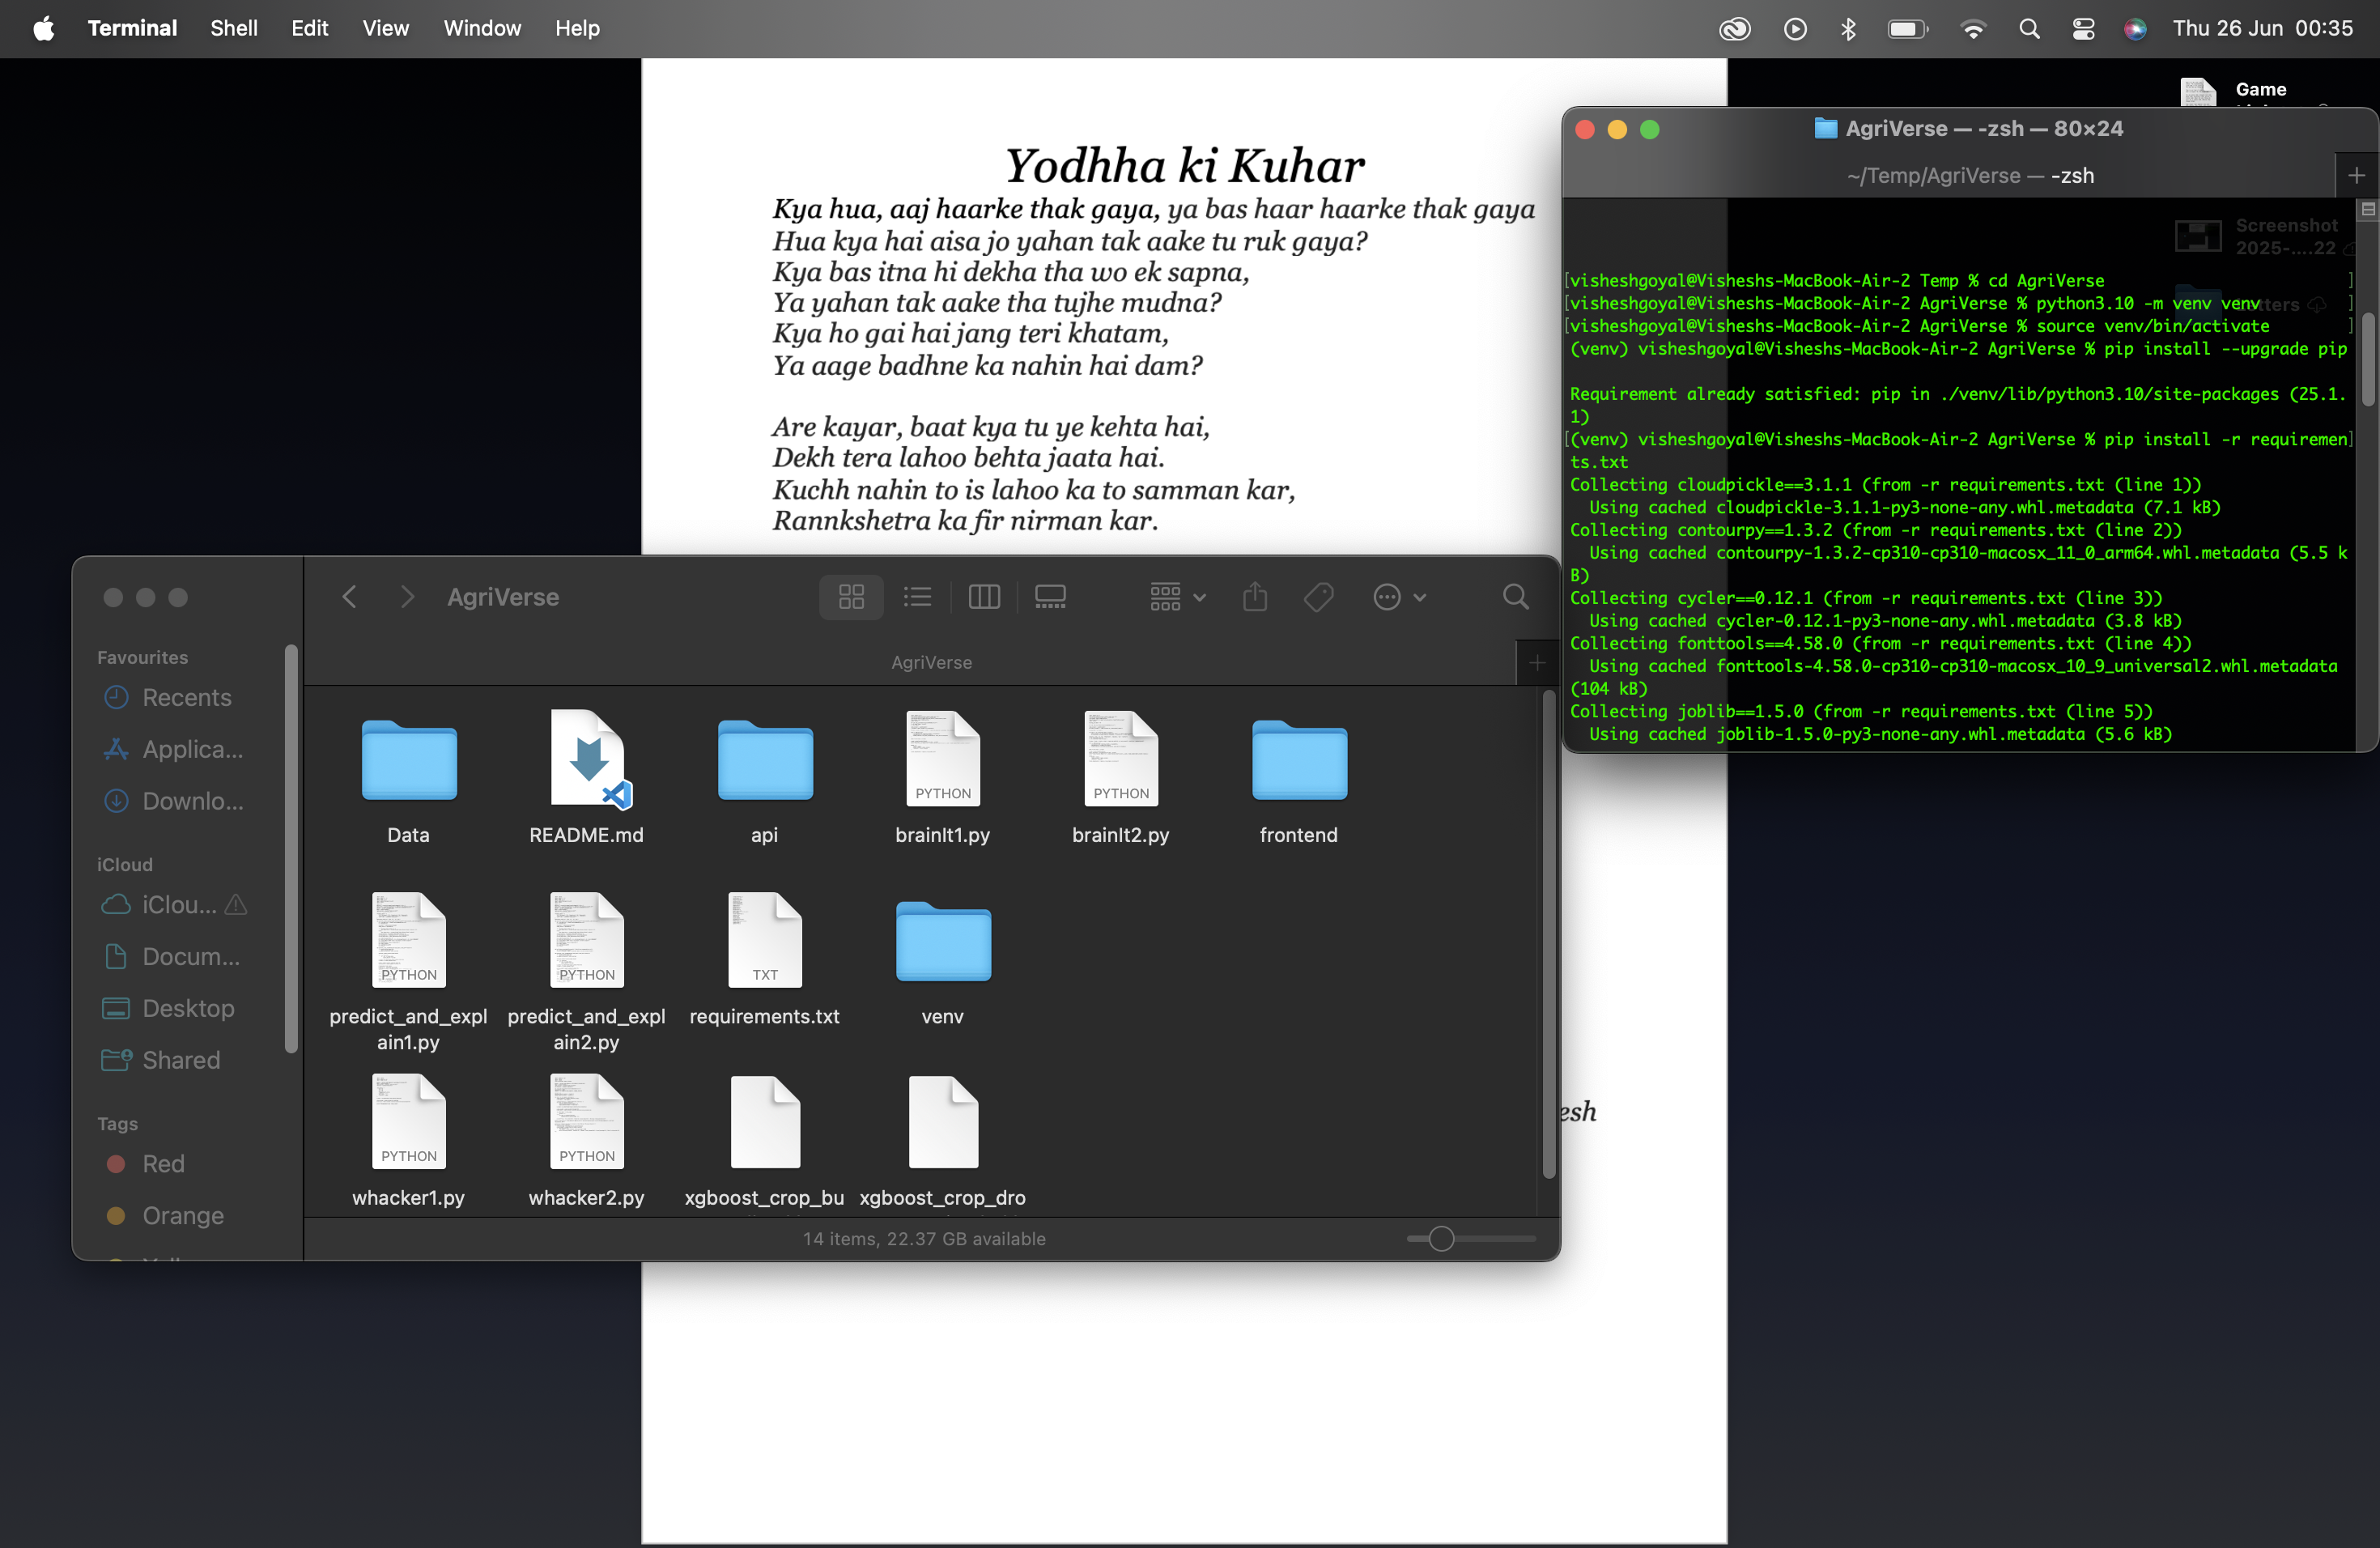 Terminal Shell Edit View Window Help
Thu 26 Jun 00:35
Yodhha ki Kuhar
Kya hua, aaj haarke thak gaya, ya bas haar haarke thak gaya
Hua kya hai aisa jo yahan tak aake tu ruk gaya?
Kya bas itna hi dekha tha wo ek sapna,
Ya yahan tak aake tha tujhe mudna?
Kya ho gai hai jang teri khatam,
Ya aage badhne ka nahin hai dam?
Are kayar, baat kya tu ye kehta hai,
Dekh tera lahoo behta jaata hai.
Kuchh nahin to is lahoo ka to samman kar,
Rannkshetra ka fir nirman kar.
esh
Game
AgriVerse — -zsh — 80×24
~/Temp/AgriVerse — -zsh
Screenshot
2025-....22
tters
[visheshgoyal@Visheshs-MacBook-Air-2 Temp % cd AgriVerse ]
[visheshgoyal@Visheshs-MacBook-Air-2 AgriVerse % python3.10 -m venv venv ]
[visheshgoyal@Visheshs-MacBook-Air-2 AgriVerse % source venv/bin/activate ]
(venv) visheshgoyal@Visheshs-MacBook-Air-2 AgriVerse % pip install --upgrade pip
Requirement already satisfied: pip in ./venv/lib/python3.10/site-packages (25.1.
1)
[(venv) visheshgoyal@Visheshs-MacBook-Air-2 AgriVerse % pip install -r requiremen]
ts.txt
Collecting cloudpickle==3.1.1 (from -r requirements.txt (line 1))
Using cached cloudpickle-3.1.1-py3-none-any.whl.metadata (7.1 kB)
Collecting contourpy==1.3.2 (from -r requirements.txt (line 2))
Using cached contourpy-1.3.2-cp310-cp310-macosx_11_0_arm64.whl.metadata (5.5 k
B)
Collecting cycler==0.12.1 (from -r requirements.txt (line 3))
Using cached cycler-0.12.1-py3-none-any.whl.metadata (3.8 kB)
Collecting fonttools==4.58.0 (from -r requirements.txt (line 4))
Using cached fonttools-4.58.0-cp310-cp310-macosx_10_9_universal2.whl.metadata
(104 kB)
Collecting joblib==1.5.0 (from -r requirements.txt (line 5))
Using cached joblib-1.5.0-py3-none-any.whl.metadata (5.6 kB)
AgriVerse
AgriVerse
Favourites
Recents
Applica...
Downlo...
iCloud
iClou...
Docum...
Desktop
Shared
Tags
Red
Orange
Data
README.md
api
PYTHON
brainIt1.py
PYTHON
brainIt2.py
frontend
PYTHON
predict_and_expl
ain1.py
PYTHON
predict_and_expl
ain2.py
TXT
requirements.txt
venv
PYTHON
whacker1.py
PYTHON
whacker2.py
xgboost_crop_bu
xgboost_crop_dro
14 items, 22.37 GB available